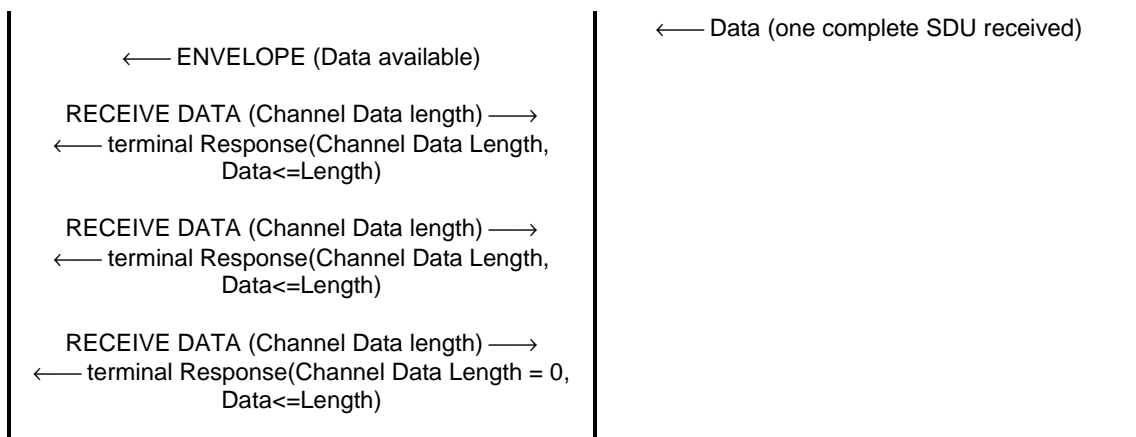 ←── Data (one complete SDU received)
←── ENVELOPE (Data available)
RECEIVE DATA (Channel Data length) ──→
←── terminal Response(Channel Data Length,
Data<=Length)
RECEIVE DATA (Channel Data length) ──→
←── terminal Response(Channel Data Length,
Data<=Length)
RECEIVE DATA (Channel Data length) ──→
←── terminal Response(Channel Data Length = 0,
Data<=Length)